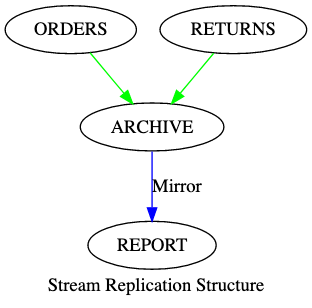 ORDERS
RETURNS
ARCHIVE
Mirror
REPORT
Stream Replication Structure